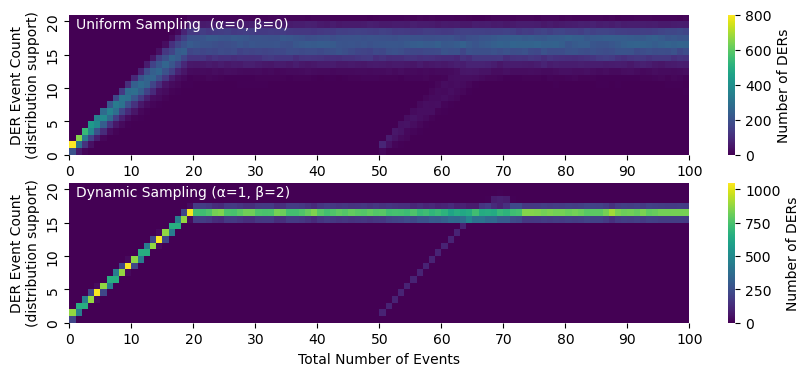 Uniform Sampling  (α=0, β=0)
DER Event Count
(distribution support)
20
15
10
5
0
0 10 20 30 40 50 60 70 80 90 100
800
600
400
200
0
Number of DERs
Dynamic Sampling (α=1, β=2)
DER Event Count
(distribution support)
20
15
10
5
0
0 10 20 30 40 50 60 70 80 90 100
Total Number of Events
1000
750
500
250
0
Number of DERs